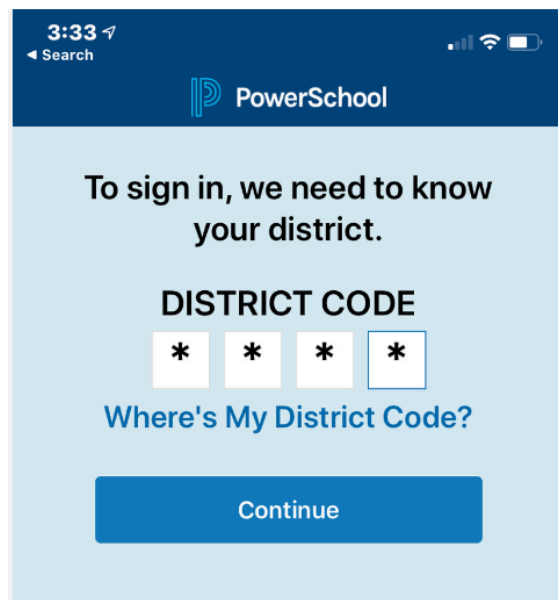 3:33
◀ Search
PowerSchool
To sign in, we need to know
your district.
DISTRICT CODE
* * * *
Where's My District Code?
Continue